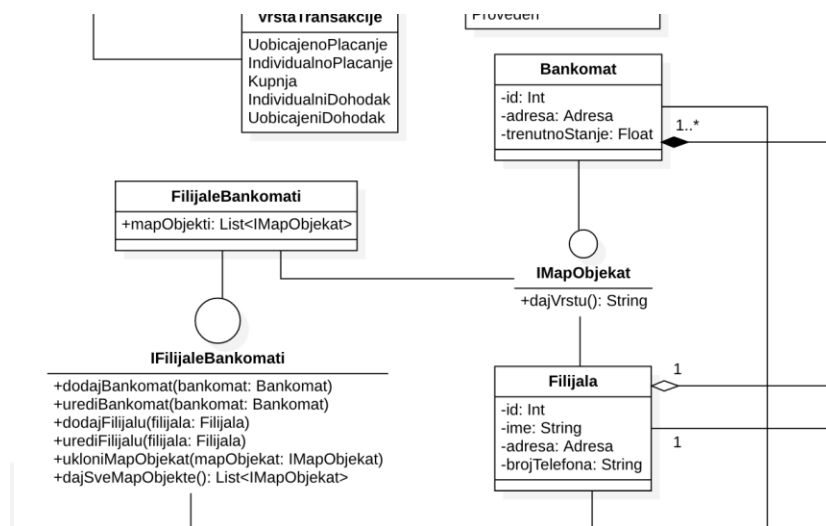 vrstaTransakcije
UobicajenoPlacanje
IndividualnoPlacanje
Kupnja
IndividualniDohodak
UobicajeniDohodak
Proveden
Bankomat
-id: Int
-adresa: Adresa
-trenutnoStanje: Float
1..*
FilijaleBankomati
+mapObjekti: List<IMapObjekat>
IMapObjekat
+dajVrstu(): String
IFilijaleBankomati
+dodajBankomat(bankomat: Bankomat)
+urediBankomat(bankomat: Bankomat)
+dodajFilijalu(filijala: Filijala)
+urediFilijalu(filijala: Filijala)
+ukloniMapObjekat(mapObjekat: IMapObjekat)
+dajSveMapObjekte(): List<IMapObjekat>
Filijala
-id: Int
-ime: String
-adresa: Adresa
-brojTelefona: String
1
1